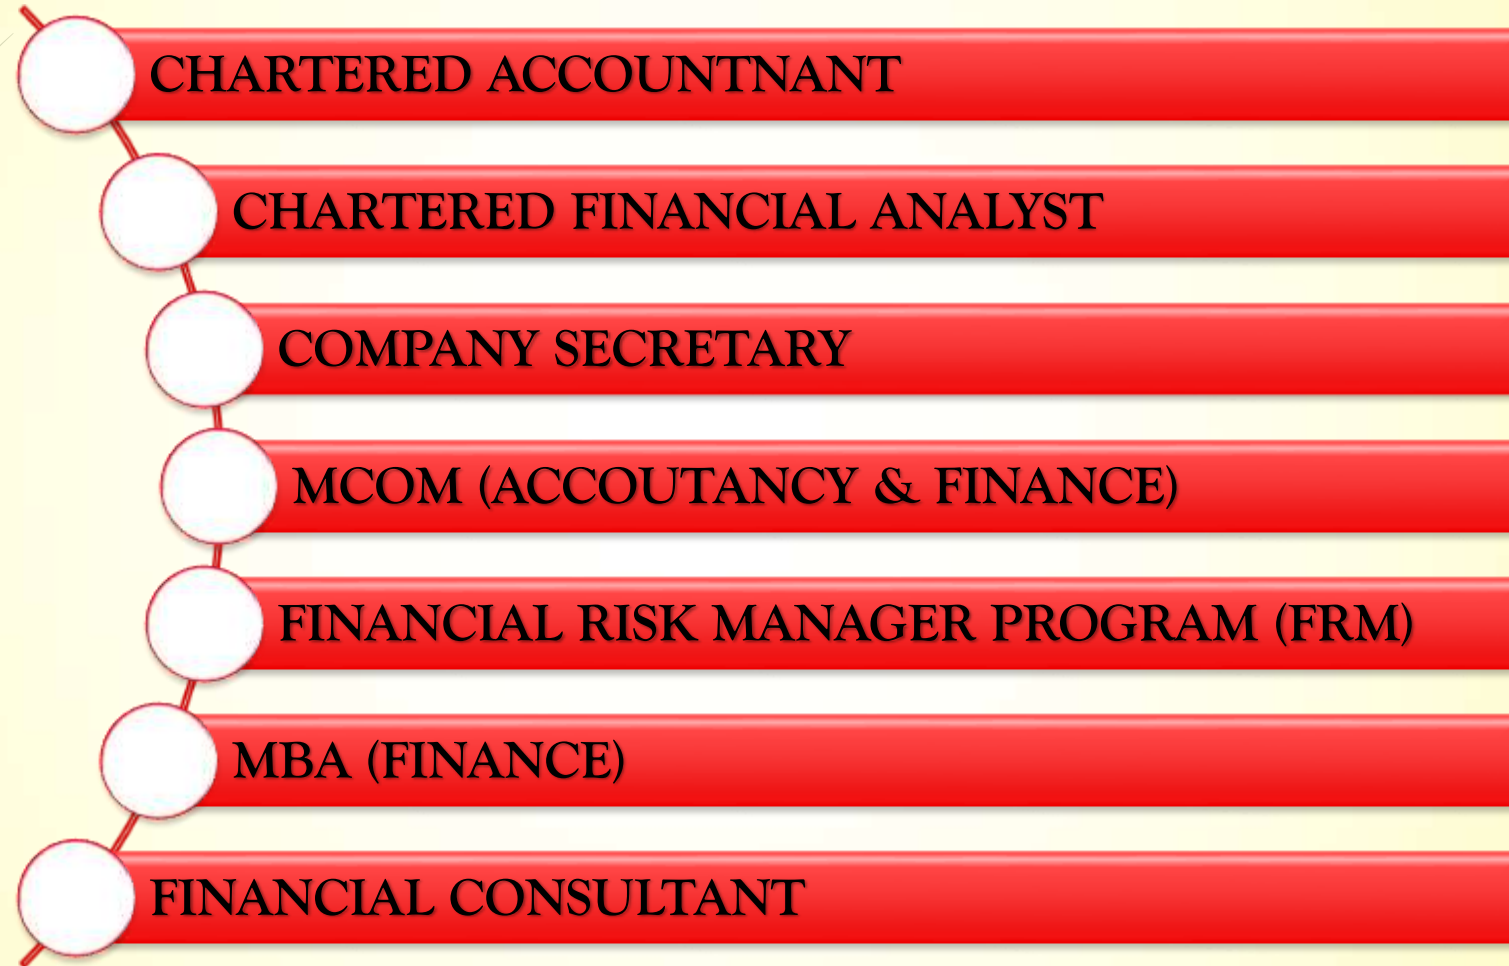 CHARTERED ACCOUNTNANT
CHARTERED FINANCIAL ANALYST
COMPANY SECRETARY
MCOM (ACCOUTANCY & FINANCE)
FINANCIAL RISK MANAGER PROGRAM (FRM)
MBA (FINANCE)
FINANCIAL CONSULTANT